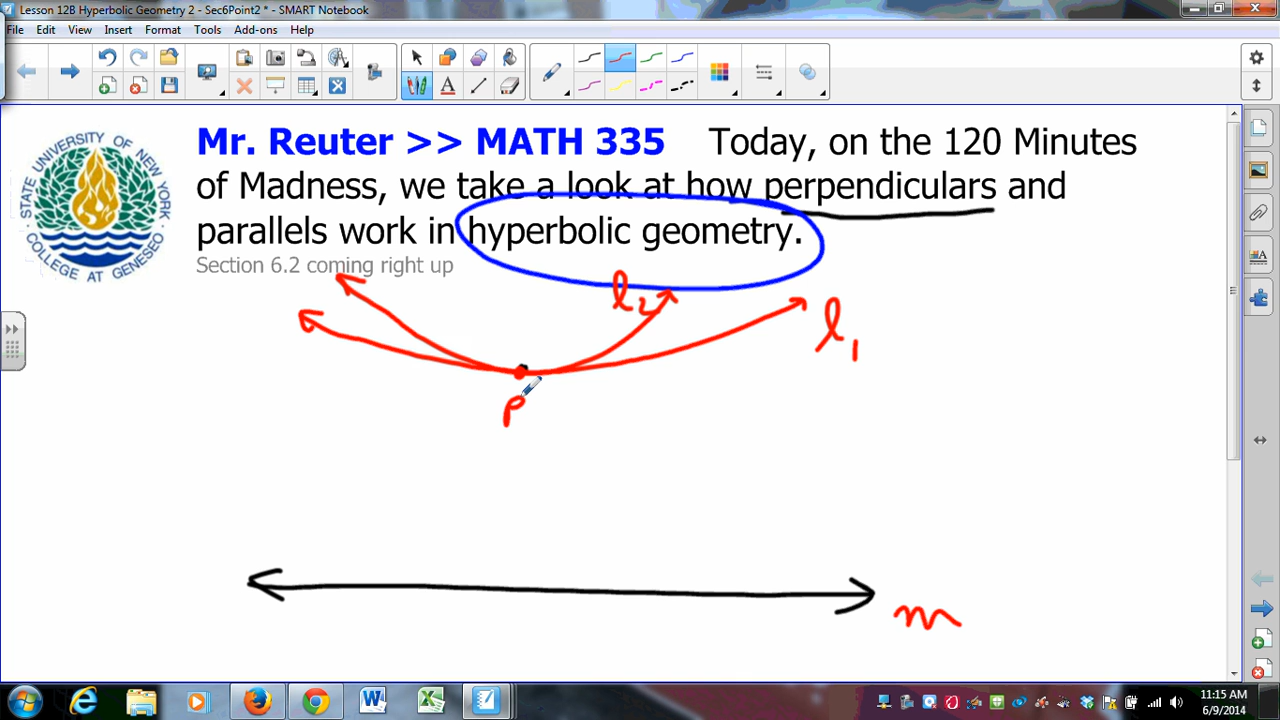 Lesson 12B Hyperbolic Geometry 2 - Sec6Point2 * - SMART Notebook
File Edit View Insert Format Tools Add-ons Help
STATE UNIVERSITY OF NEW YORK
COLLEGE AT GENESEO
Mr. Reuter >> MATH 335 Today, on the 120 Minutes
of Madness, we take a look at how perpendiculars and
parallels work in hyperbolic geometry.
Section 6.2 coming right up
l2
l1
P
m
11:15 AM
6/9/2014